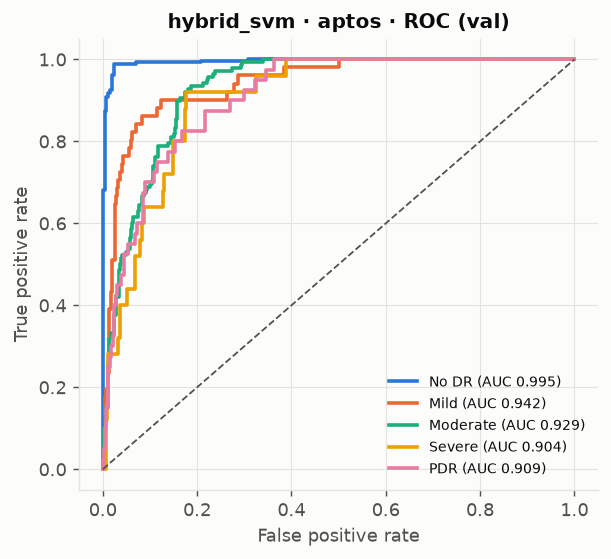 hybrid_svm · aptos · ROC (val)
True positive rate
1.0
0.8
0.6
0.4
0.2
0.0
No DR (AUC 0.995)
Mild (AUC 0.942)
Moderate (AUC 0.929)
Severe (AUC 0.904)
PDR (AUC 0.909)
0.0 0.2 0.4 0.6 0.8 1.0
False positive rate